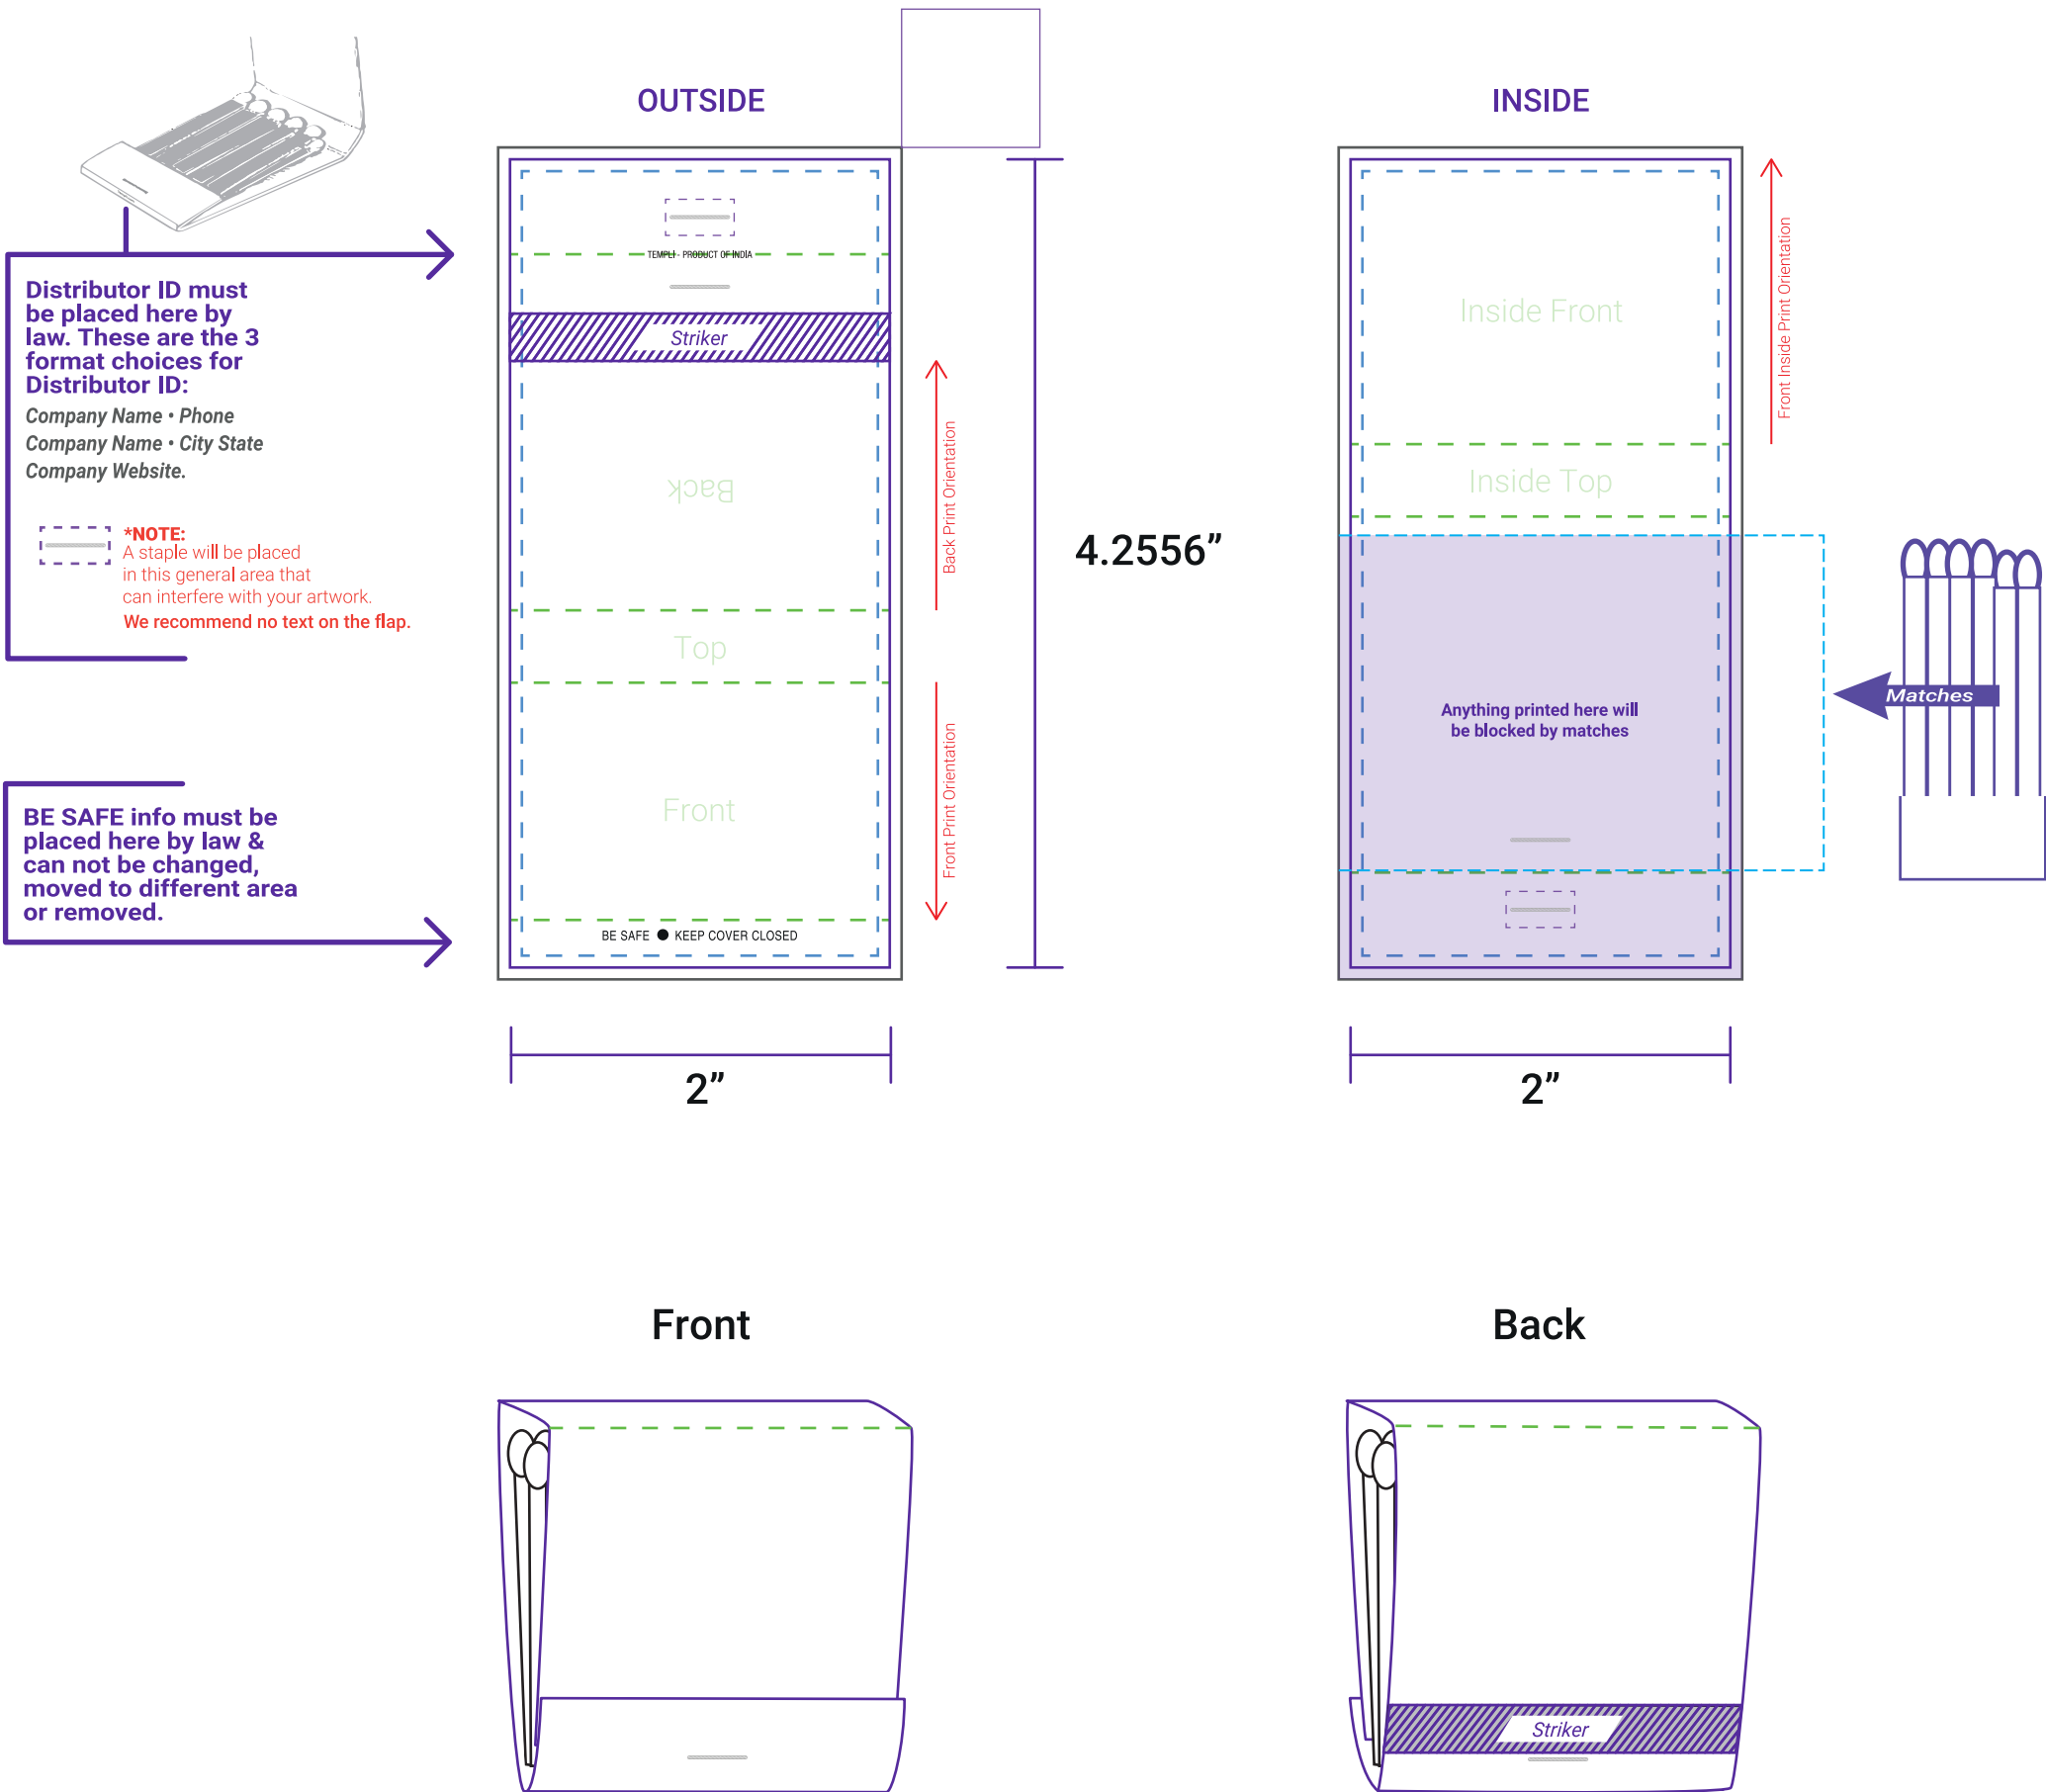 OUTSIDE
INSIDE
TEMPLI - PRODUCT OF INDIA
Distributor ID must
be placed here by
law. These are the 3
format choices for
Distributor ID:
Company Name • Phone
Company Name • City State
Company Website.
*NOTE:
A staple will be placed
in this general area that
can interfere with your artwork.
We recommend no text on the flap.
Striker
Back
Back Print Orientation
Top
Front
Front Print Orientation
BE SAFE ● KEEP COVER CLOSED
4.2556”
2”
Inside Front
Front Inside Print Orientation
Inside Top
Anything printed here will
be blocked by matches
Matches
2”
BE SAFE info must be
placed here by law &
can not be changed,
moved to different area
or removed.
Front
Back
Striker